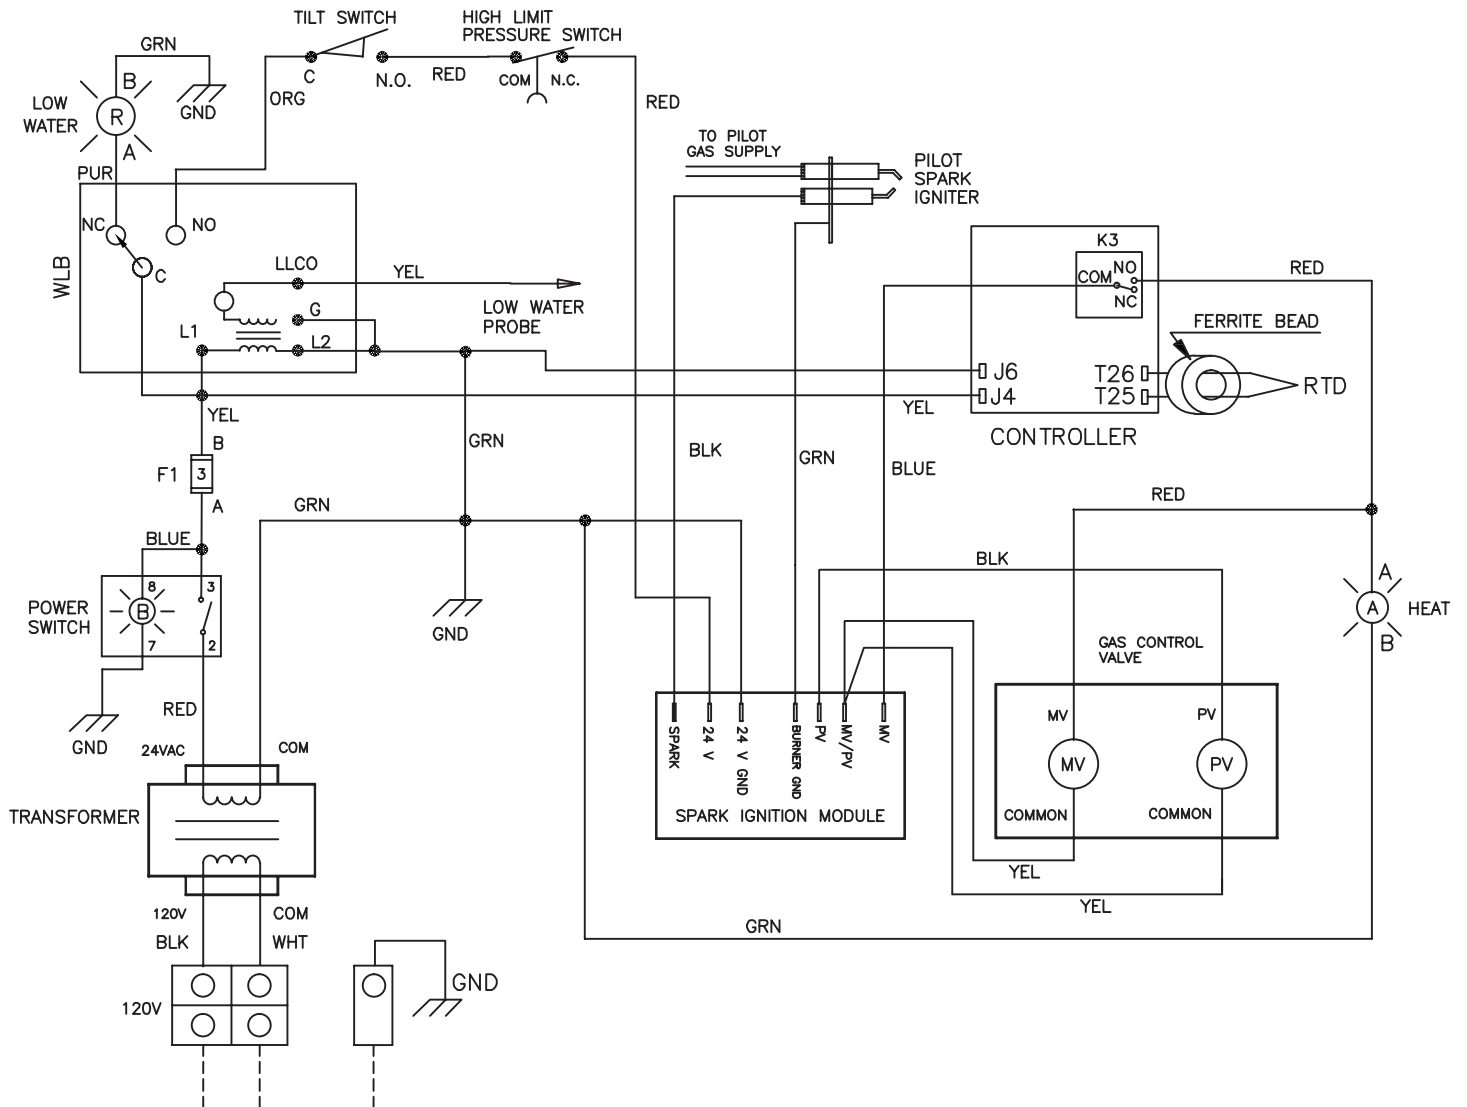 TILT SWITCH
HIGH LIMIT
PRESSURE SWITCH
GRN
B
C
N.O.
RED
COM
N.C.
LOW
WATER
R
GND
ORG
RED
A
TO PILOT
GAS SUPPLY
PILOT
SPARK
IGNITER
PUR
NC
NO
WLB
C
LLCO
YEL
LOW WATER
PROBE
G
L1
L2
K3
COM
NO
NC
RED
FERRITE BEAD
J6
J4
T26
T25
RTD
CONTROLLER
YEL
YEL
B
F1
3
A
GRN
BLK
GRN
BLUE
GRN
RED
BLUE
BLK
8
3
B
POWER
SWITCH
7
2
GND
A
A
HEAT
B
GAS CONTROL
VALVE
RED
GND
24VAC
COM
SPARK
24 V
24 V GND
BURNER GND
PV
MV/PV
MV
MV
PV
MV
PV
TRANSFORMER
SPARK IGNITION MODULE
COMMON
COMMON
YEL
YEL
120V
COM
BLK
WHT
GRN
GND
120V